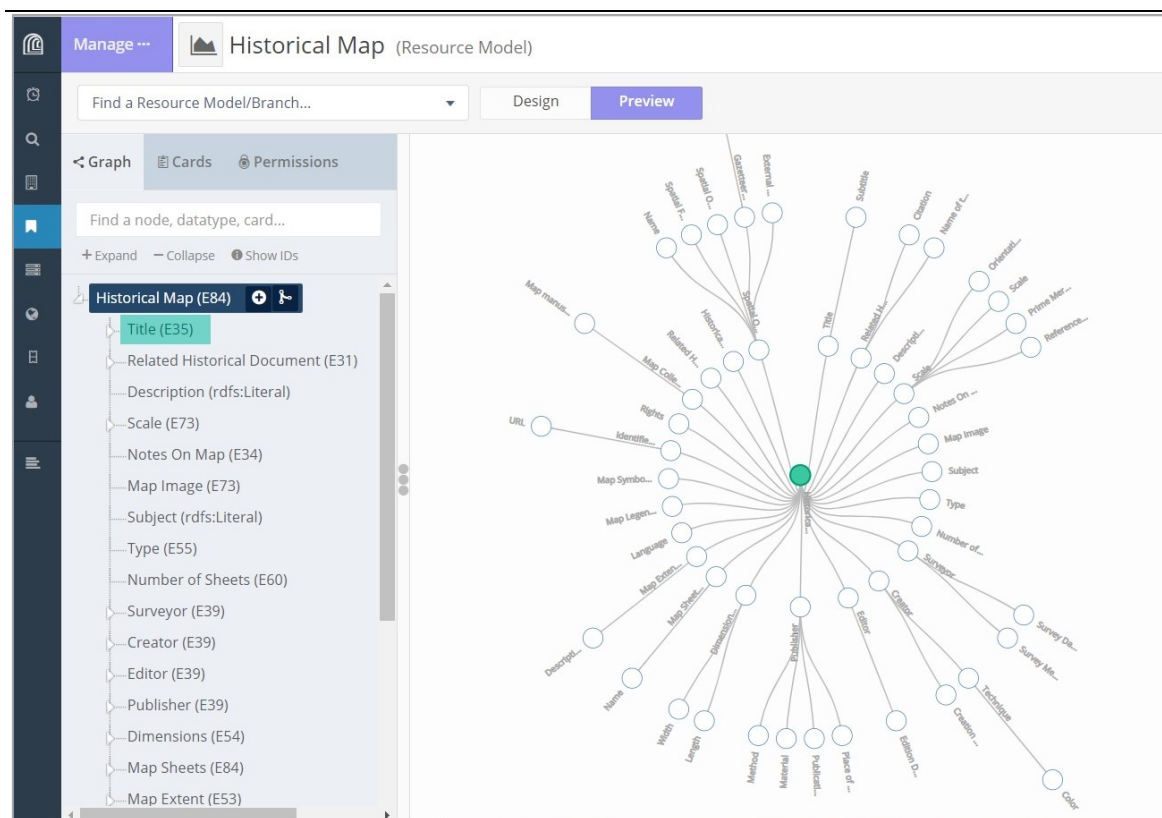 Manage ···
Historical Map (Resource Model)
Find a Resource Model/Branch...
Design
Preview
Graph
Cards
Permissions
Find a node, datatype, card...
+ Expand
− Collapse
Show IDs
Historical Map (E84)
Title (E35)
Related Historical Document (E31)
Description (rdfs:Literal)
Scale (E73)
Notes On Map (E34)
Map Image (E73)
Subject (rdfs:Literal)
Type (E55)
Number of Sheets (E60)
Surveyor (E39)
Creator (E39)
Editor (E39)
Publisher (E39)
Dimensions (E54)
Map Sheets (E84)
Map Extent (E53)
Name
Spatial F...
Spatial O...
Gazetteer...
External ...
Subtitle
Citation
Name of t...
Orientati...
Scale
Prime Mer...
Reference...
Map manus...
Map Colle...
Related H...
Historica...
Spatial O...
Title
Related H...
Descripti...
Scale
Notes On ...
Map Image
Subject
Type
Number of...
Surveyor
Survey Da...
Survey Me...
Rights
URL
Identifie...
Map Symbo...
Map Legen...
Language
Map Exten...
Descripti...
Map Sheet...
Name
Dimension...
Width
Length
Historica...
Publisher
Method
Material
Publicati...
Place of ...
Editor
Edition D...
Creator
Creation ...
Technique
Color